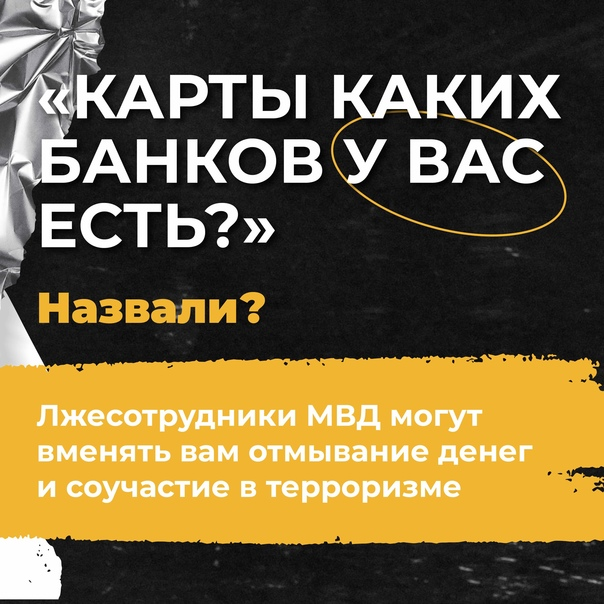 «КАРТЫ КАКИХ
БАНКОВ У ВАС
ЕСТЬ?»
Назвали?
Лжесотрудники МВД могут
вменять вам отмывание денег
и соучастие в терроризме